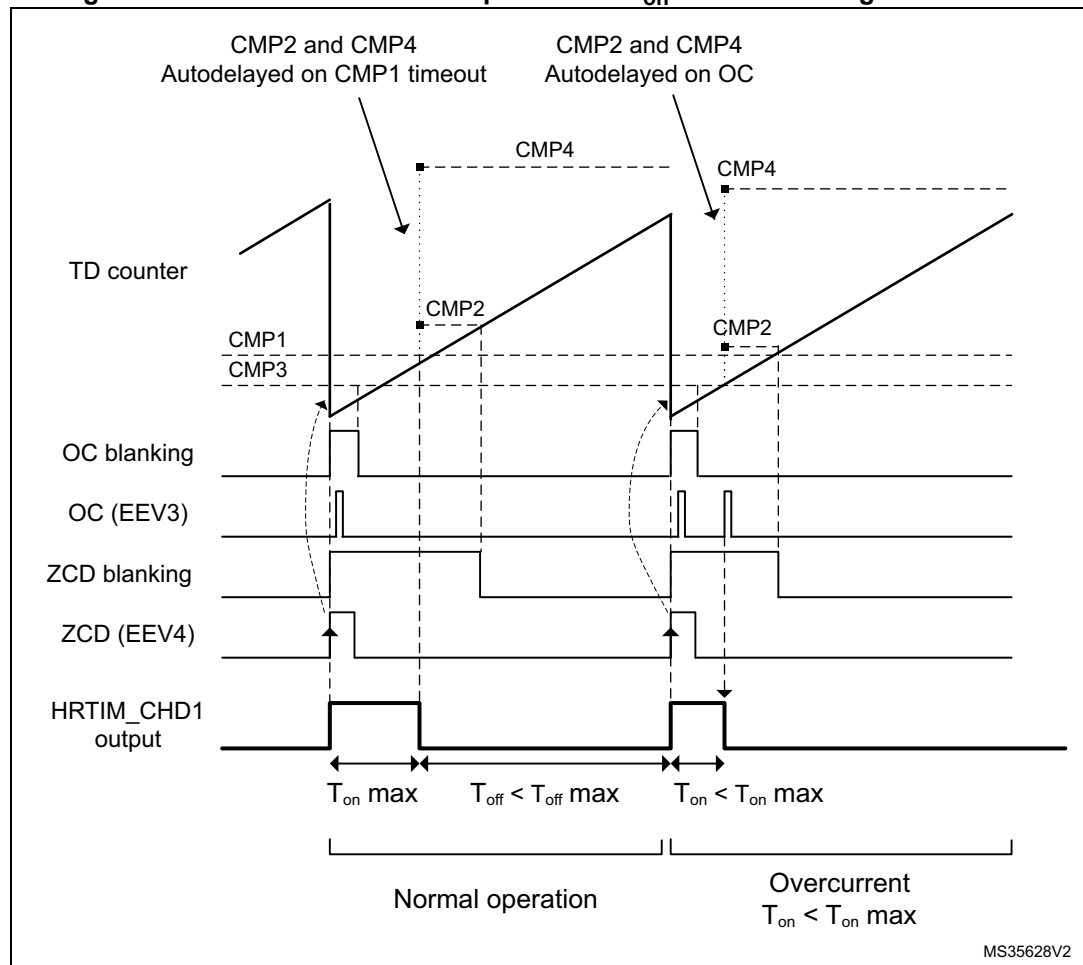 CMP2 and CMP4
Autodelayed on CMP1 timeout
CMP2 and CMP4
Autodelayed on OC
CMP4
CMP4
TD counter
CMP2
CMP2
CMP1
CMP3
OC blanking
OC (EEV3)
ZCD blanking
ZCD (EEV4)
HRTIM_CHD1
output
Ton max
Toff < Toff max
Ton < Ton max
Normal operation
Overcurrent
Ton < Ton max
MS35628V2